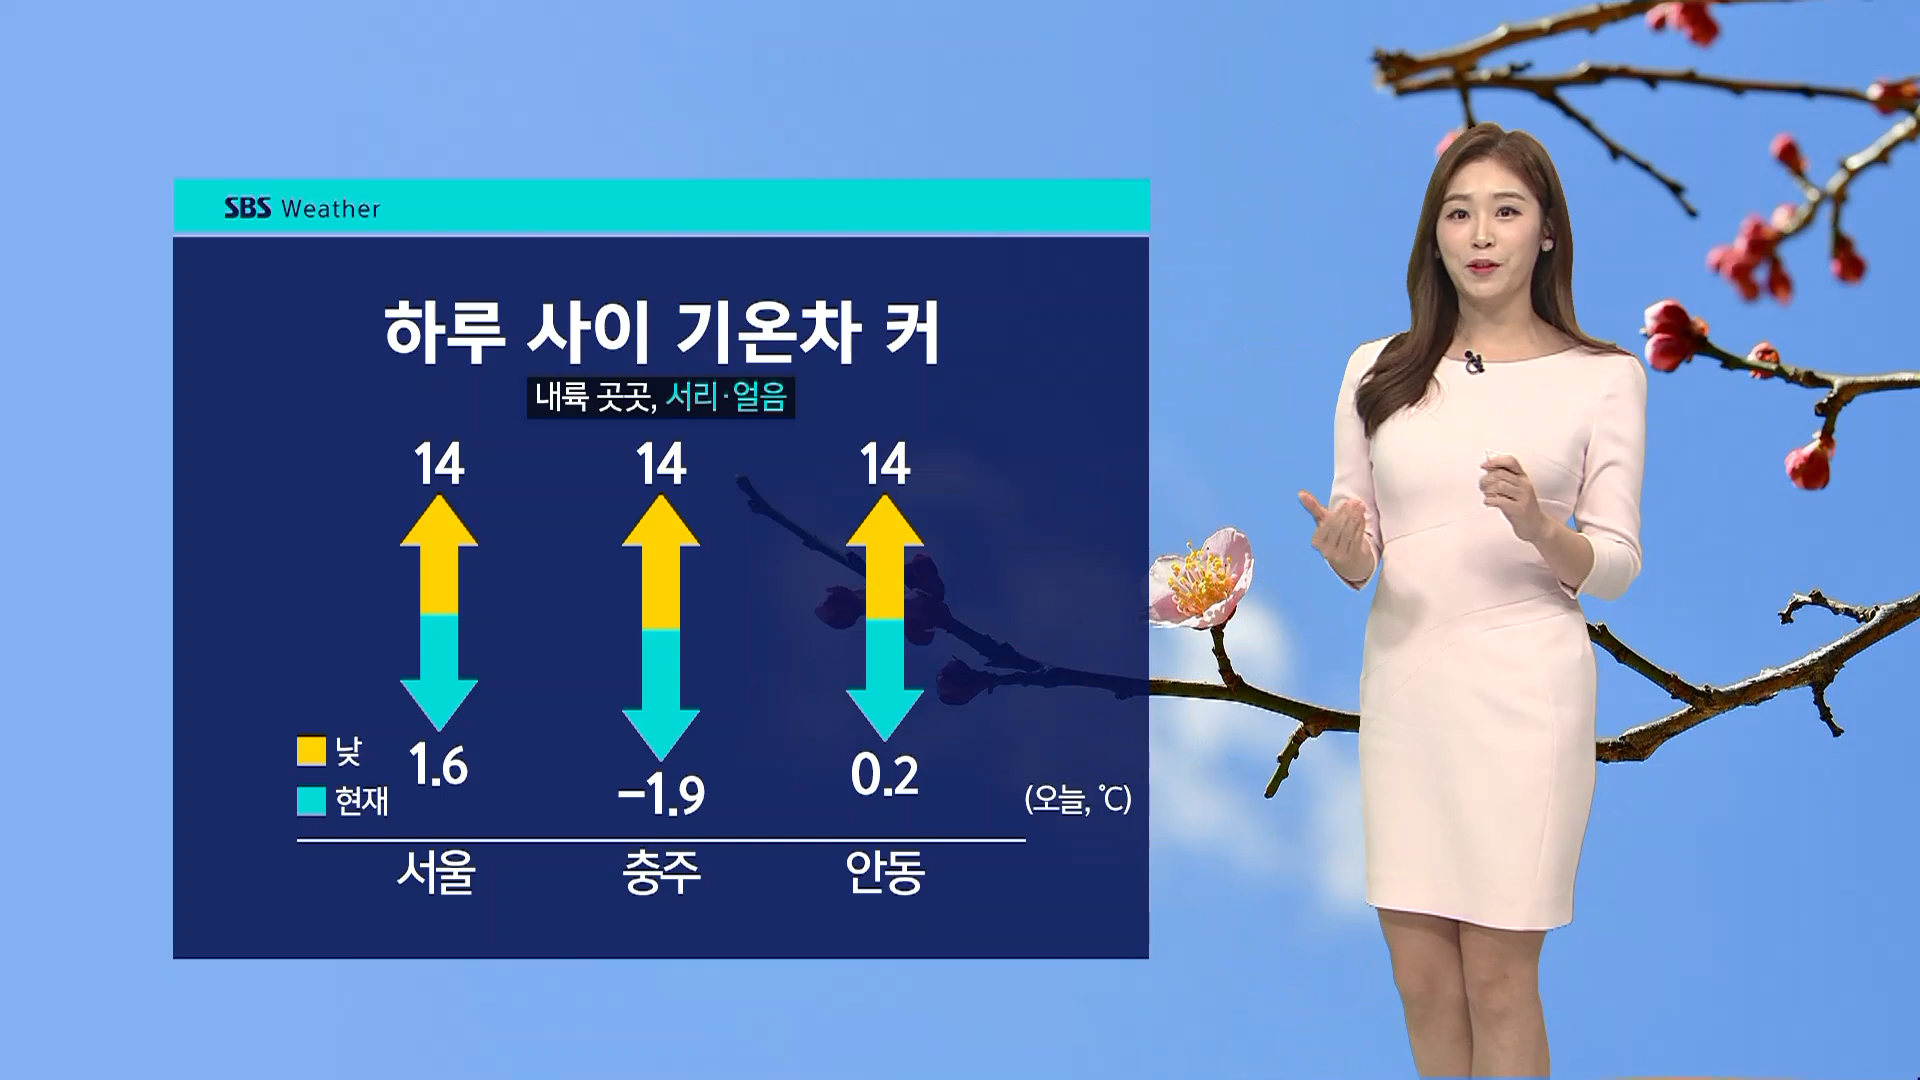 SBS Weather
하루 사이 기온차 커
내륙 곳곳, 서리·얼음
14 14 14
낮
현재
1.6 -1.9 0.2
(오늘, ℃)
서울 충주 안동